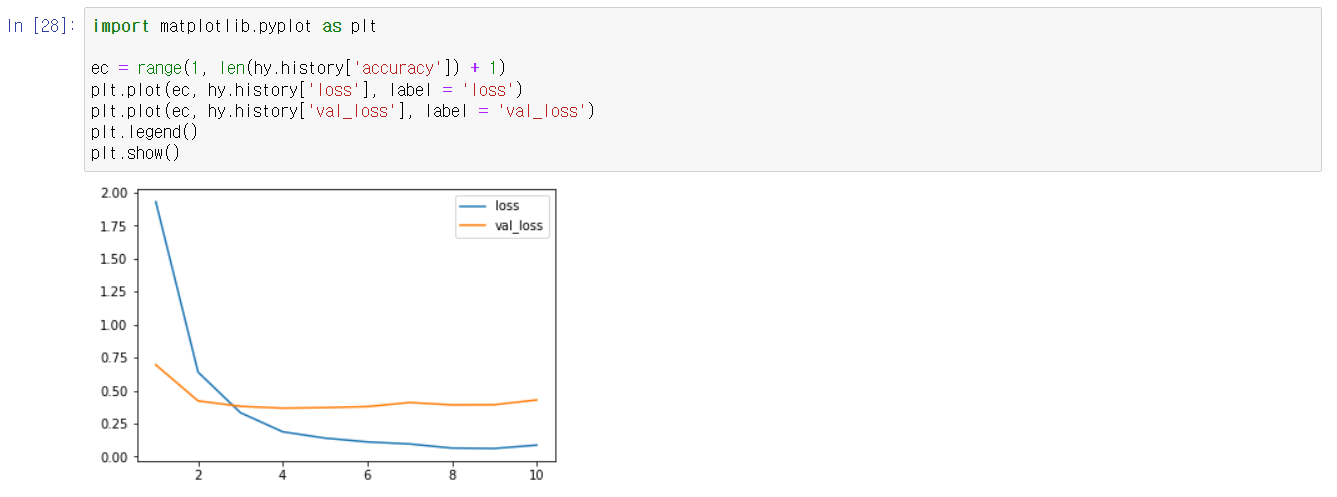 In [28]:
import matplotlib.pyplot as plt
ec = range(1, len(hy.history['accuracy']) + 1)
plt.plot(ec, hy.history['loss'], label = 'loss')
plt.plot(ec, hy.history['val_loss'], label = 'val_loss')
plt.legend()
plt.show()
2.00
1.75
1.50
1.25
1.00
0.75
0.50
0.25
0.00
loss
val_loss
2 4 6 8 10